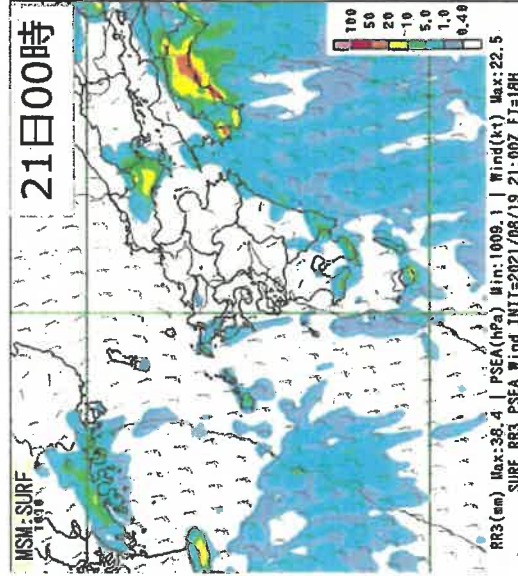 21日00時
MSM:SURF
1010
100
50
20
10
5.0
1.0
0.40
RR3(mm) Max:38.4 | PSEA(hPa) Min:1009.1 | Wind(kt) Max:22.5
SURF RR3 PSEA Wind INIT=2021/08/19 21:00Z FT=18H